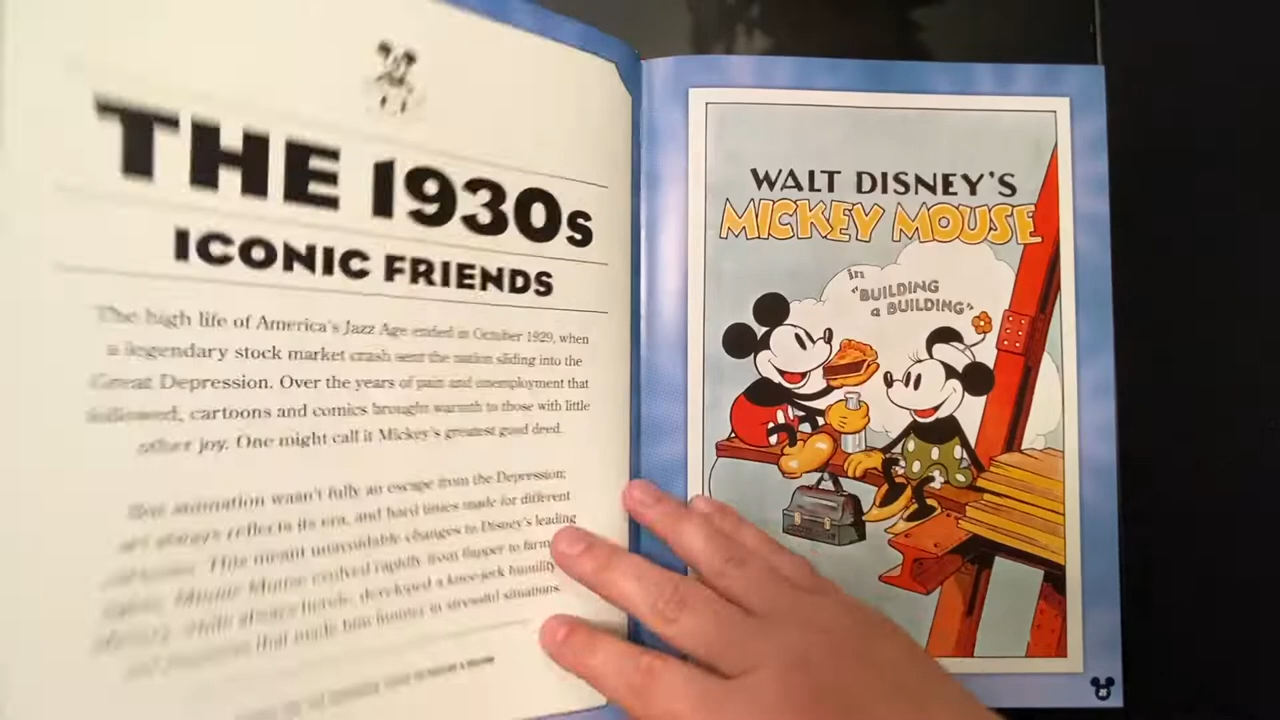 THE 1930s
ICONIC FRIENDS
The high life of America's Jazz Age ended in October 1929, when
a legendary stock market crash sent the nation sliding into the
Great Depression. Over the years of pain and unemployment that
followed, cartoons and comics brought warmth to those with little
other joy. One might call it Mickey's greatest good deed.
But animation wasn't fully an escape from the Depression;
art always reflects its era, and hard times made for different
This meant unavoidable changes to Disney's leading
Minnie Mouse evolved rapidly from flapper to farm
while always heroic, developed a knee-jerk humility
that made him funnier in stressful situations.
WALT DISNEY'S
MICKEY MOUSE
in
"BUILDING
a BUILDING"